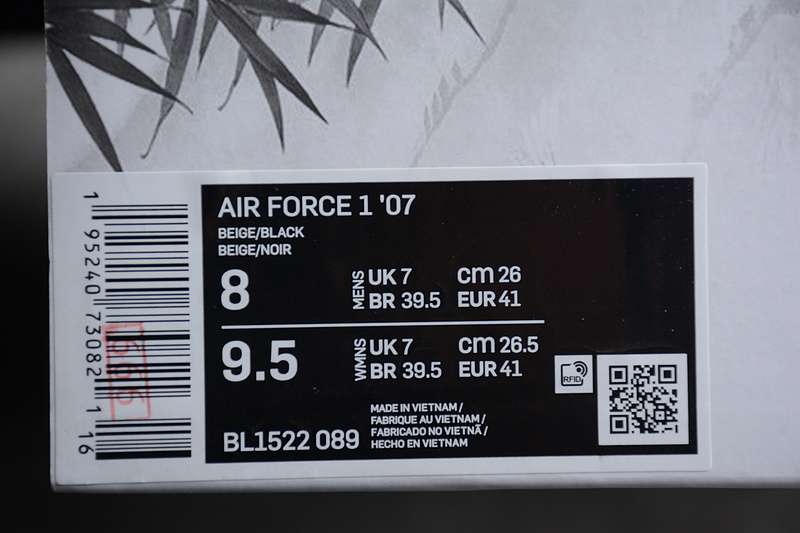 AIR FORCE 1 '07
BEIGE/BLACK
BEIGE/NOIR
8
MENS
UK 7
CM 26
BR 39.5
EUR 41
9.5
WMNS
UK 7
CM 26.5
BR 39.5
EUR 41
RFID
BL1522 089
MADE IN VIETNAM /
FABRIQUE AU VIETNAM /
FABRICADO NO VIETNÃ /
HECHO EN VIETNAM
1 95240 73082 1 16